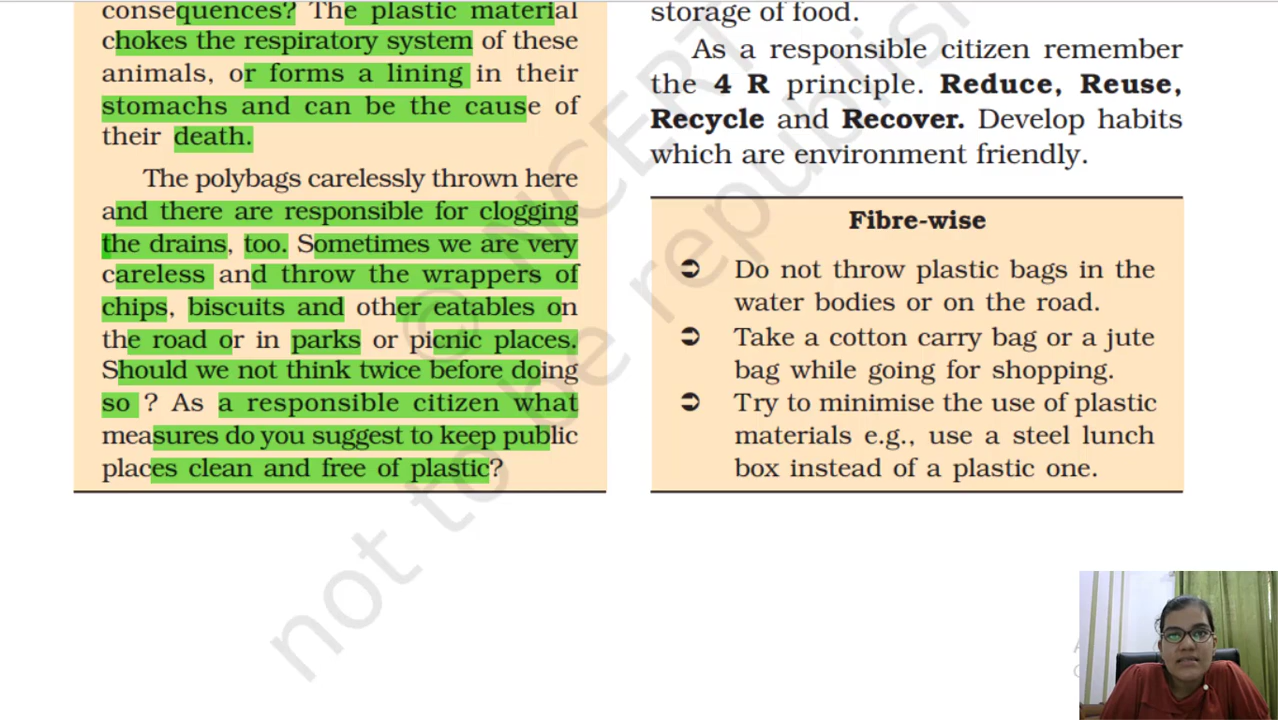 consequences? The plastic material
chokes the respiratory system of these
animals, or forms a lining in their
stomachs and can be the cause of
their death.
The polybags carelessly thrown here
and there are responsible for clogging
the drains, too. Sometimes we are very
careless and throw the wrappers of
chips, biscuits and other eatables on
the road or in parks or picnic places.
Should we not think twice before doing
so ? As a responsible citizen what
measures do you suggest to keep public
places clean and free of plastic?
storage of food.
As a responsible citizen remember
the 4 R principle. Reduce, Reuse,
Recycle and Recover. Develop habits
which are environment friendly.
Fibre-wise
➲ Do not throw plastic bags in the
water bodies or on the road.
➲ Take a cotton carry bag or a jute
bag while going for shopping.
➲ Try to minimise the use of plastic
materials e.g., use a steel lunch
box instead of a plastic one.
© NCERT
not to be republis